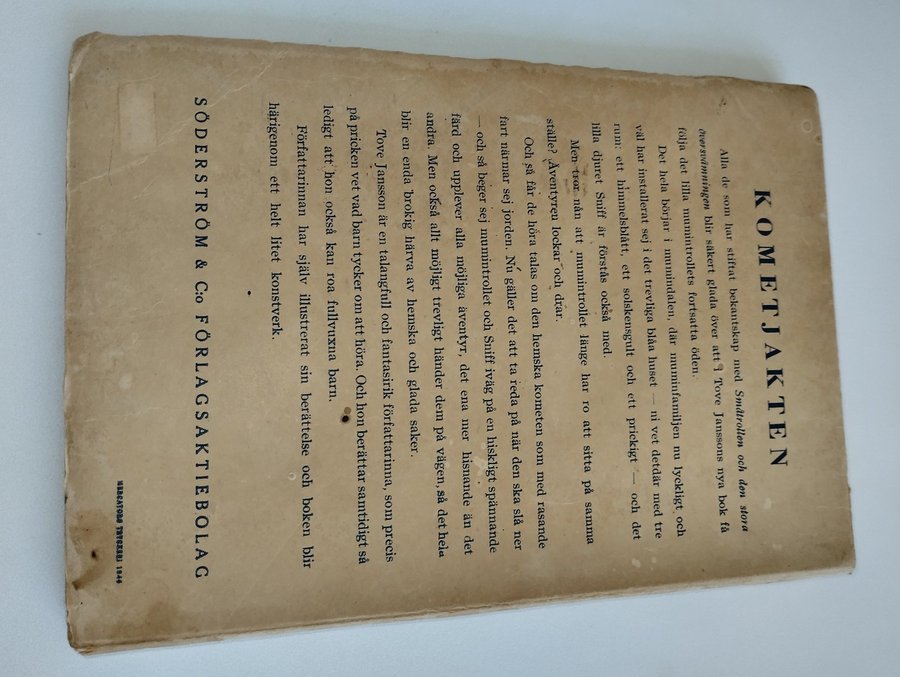 KOMETJAKTEN
Alla de som har stiftat bekantskap med Småtrollen och den stora
översvämningen blir säkert glada över att i Tove Janssons nya bok få
följa det lilla mumintrollets fortsatta öden.
Det hela börjar i mumindalen, där muminfamiljen nu lyckligt och
väl har installerat sej i det trevliga blåa huset — ni vet detdär med tre
rum: ett himmelsblått, ett solskensgult och ett prickigt — och det
lilla djuret Sniff är förstås också med.
Men tror nån att mumintrollet länge har ro att sitta på samma
ställe? Äventyren lockar och drar.
Och så får de höra talas om den hemska kometen som med rasande
fart närmar sej jorden. Nu gäller det att ta reda på när den ska slå ner
— och så beger sej mumintrollet och Sniff iväg på en hiskligt spännande
färd och upplever alla möjliga äventyr, det ena mer hisnande än det
andra. Men också allt möjligt trevligt händer dem på vägen, så det hela
blir en enda brokig härva av hemska och glada saker.
Tove Jansson är en talangfull och fantasirik författarinna, som precis
på pricken vet vad barn tycker om att höra. Och hon berättar samtidigt så
ledigt att hon också kan roa fullvuxna barn.
Författarinnan har själv illustrerat sin berättelse och boken blir
härigenom ett helt litet konstverk.
SÖDERSTRÖM & C:o FÖRLAGSAKTIEBOLAG
MERCATORS TRYCKERI 1946